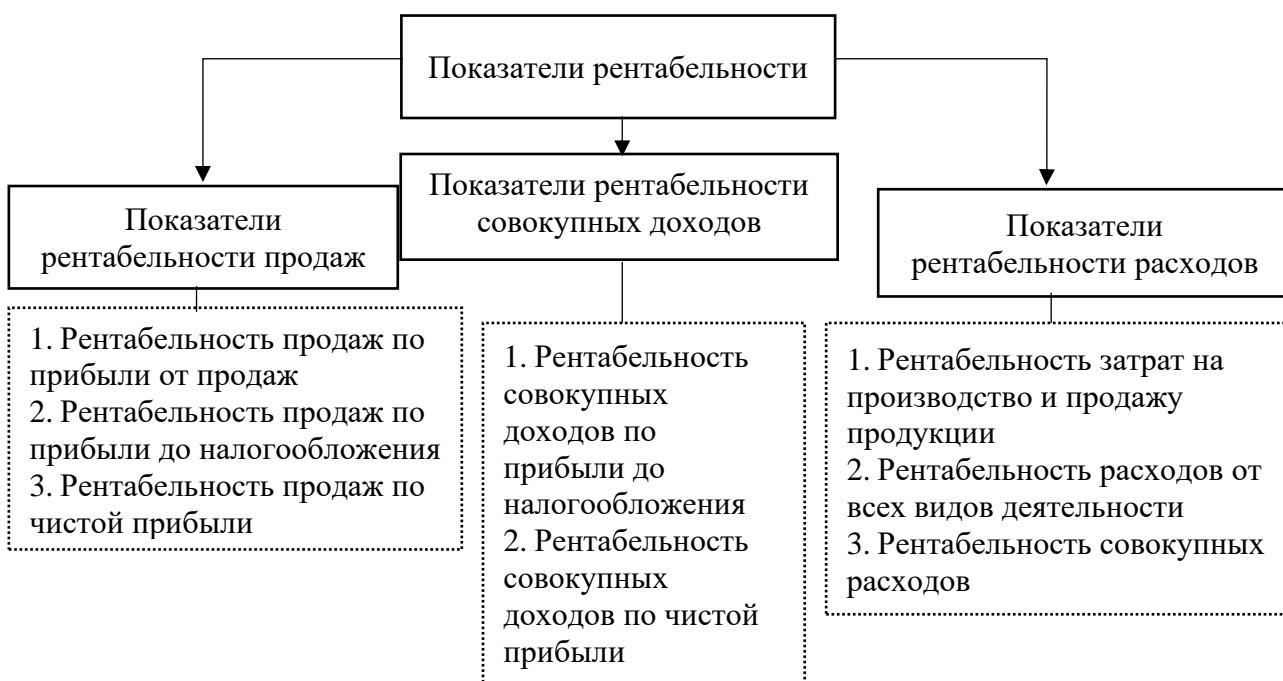 Показатели рентабельности
Показатели
рентабельности продаж
Показатели рентабельности
совокупных доходов
Показатели
рентабельности расходов
1. Рентабельность продаж по
прибыли от продаж
2. Рентабельность продаж по
прибыли до налогообложения
3. Рентабельность продаж по
чистой прибыли
1. Рентабельность
совокупных
доходов по
прибыли до
налогообложения
2. Рентабельность
совокупных
доходов по чистой
прибыли
1. Рентабельность затрат на
производство и продажу
продукции
2. Рентабельность расходов от
всех видов деятельности
3. Рентабельность совокупных
расходов